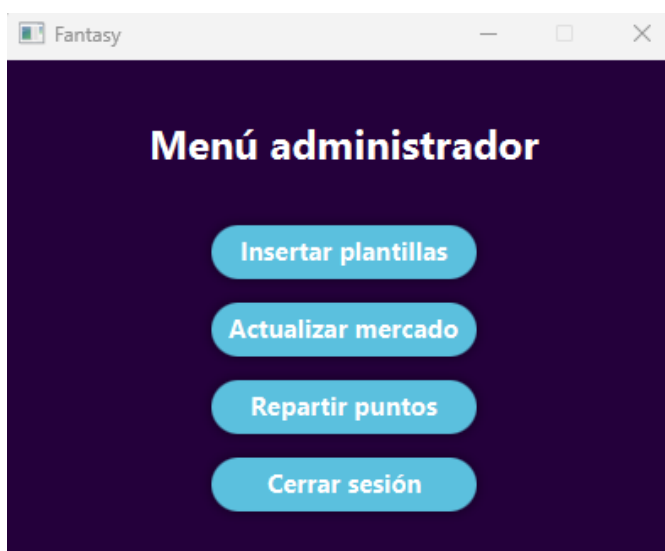 Fantasy
Menú administrador
Insertar plantillas
Actualizar mercado
Repartir puntos
Cerrar sesión